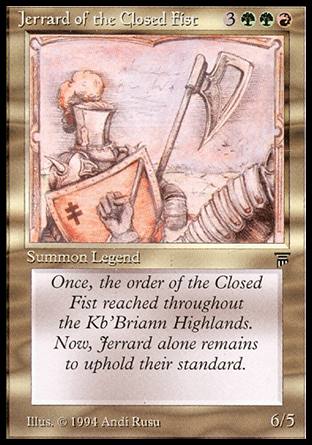 Jerrard of the Closed Fist 3
Summon Legend
Once, the order of the Closed
Fist reached throughout
the Kb'Briann Highlands.
Now, Jerrard alone remains
to uphold their standard.
Illus. © 1994 Andi Rusu 6/5